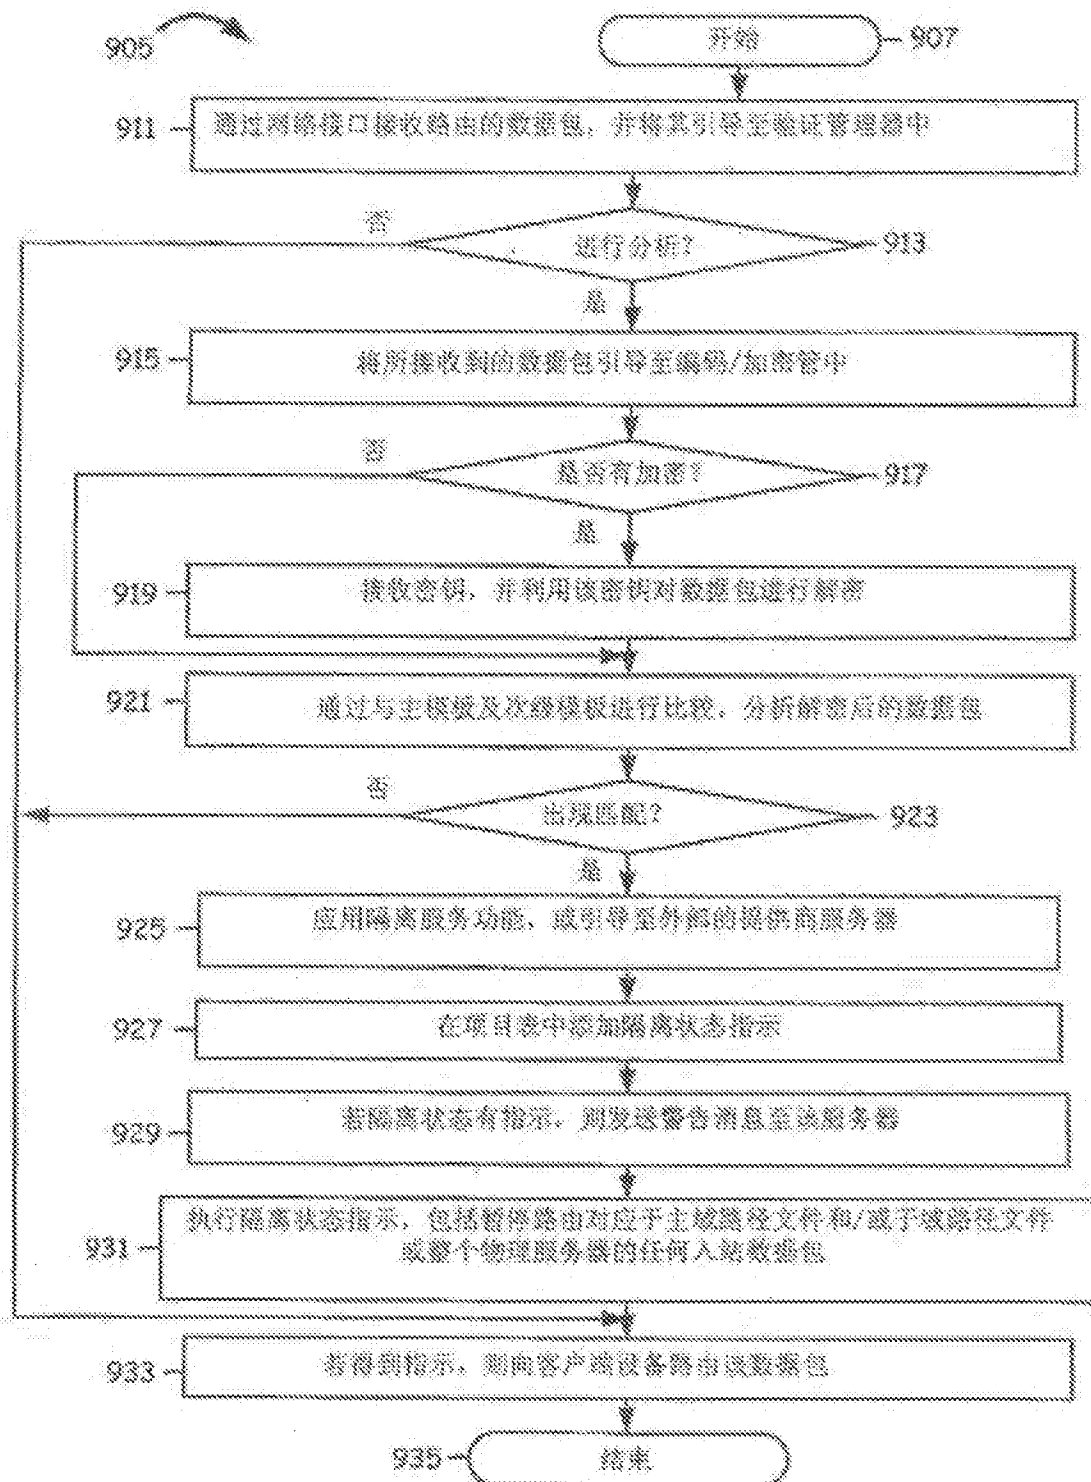 905
开始
907
911
通过网络接口接收路由的数据包，并将其引导至验证管理器中
否
进行分析？
913
是
915
将所接收到的数据包引导至编码/加密管中
否
是否有加密？
917
是
919
接收密钥，并利用该密钥对数据包进行解密
921
通过与主模板及次级模板进行比较，分析解密后的数据包
否
出现匹配？
923
是
925
应用隔离服务功能，或引导至外部的提供商服务器
927
在项目表中添加隔离状态指示
929
若隔离状态有指示，则发送警告消息至该服务器
931
执行隔离状态指示，包括暂停路由对应于主域路径文件和/或子域路径文件
或整个物理服务器的任何入站数据包
933
若得到指示，则向客户端设备路由该数据包
935
结束